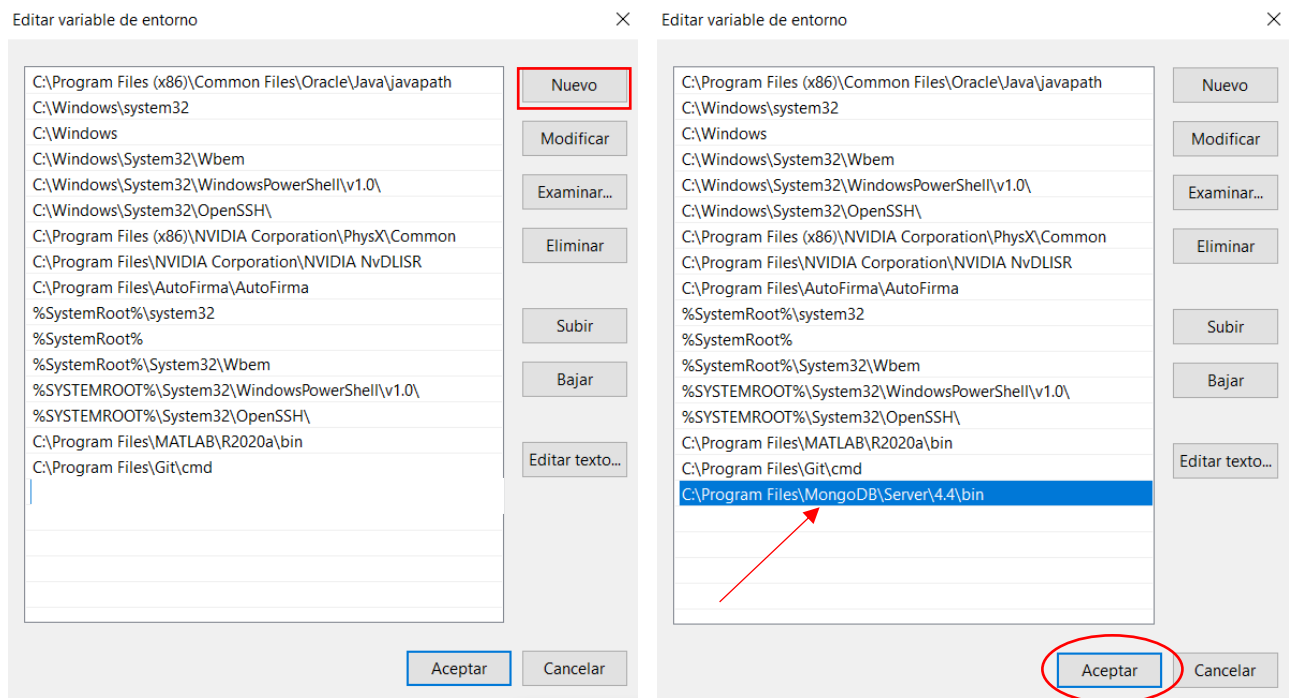 Editar variable de entorno
C:\Program Files (x86)\Common Files\Oracle\Java\javapath
C:\Windows\system32
C:\Windows
C:\Windows\System32\Wbem
C:\Windows\System32\WindowsPowerShell\v1.0\
C:\Windows\System32\OpenSSH\
C:\Program Files (x86)\NVIDIA Corporation\PhysX\Common
C:\Program Files\NVIDIA Corporation\NVIDIA NvDLISR
C:\Program Files\AutoFirma\AutoFirma
%SystemRoot%\system32
%SystemRoot%
%SystemRoot%\System32\Wbem
%SYSTEMROOT%\System32\WindowsPowerShell\v1.0\
%SYSTEMROOT%\System32\OpenSSH\
C:\Program Files\MATLAB\R2020a\bin
C:\Program Files\Git\cmd
Nuevo
Modificar
Examinar...
Eliminar
Subir
Bajar
Editar texto...
Aceptar
Cancelar
Editar variable de entorno
C:\Program Files (x86)\Common Files\Oracle\Java\javapath
C:\Windows\system32
C:\Windows
C:\Windows\System32\Wbem
C:\Windows\System32\WindowsPowerShell\v1.0\
C:\Windows\System32\OpenSSH\
C:\Program Files (x86)\NVIDIA Corporation\PhysX\Common
C:\Program Files\NVIDIA Corporation\NVIDIA NvDLISR
C:\Program Files\AutoFirma\AutoFirma
%SystemRoot%\system32
%SystemRoot%
%SystemRoot%\System32\Wbem
%SYSTEMROOT%\System32\WindowsPowerShell\v1.0\
%SYSTEMROOT%\System32\OpenSSH\
C:\Program Files\MATLAB\R2020a\bin
C:\Program Files\Git\cmd
C:\Program Files\MongoDB\Server\4.4\bin
Nuevo
Modificar
Examinar...
Eliminar
Subir
Bajar
Editar texto...
Aceptar
Cancelar